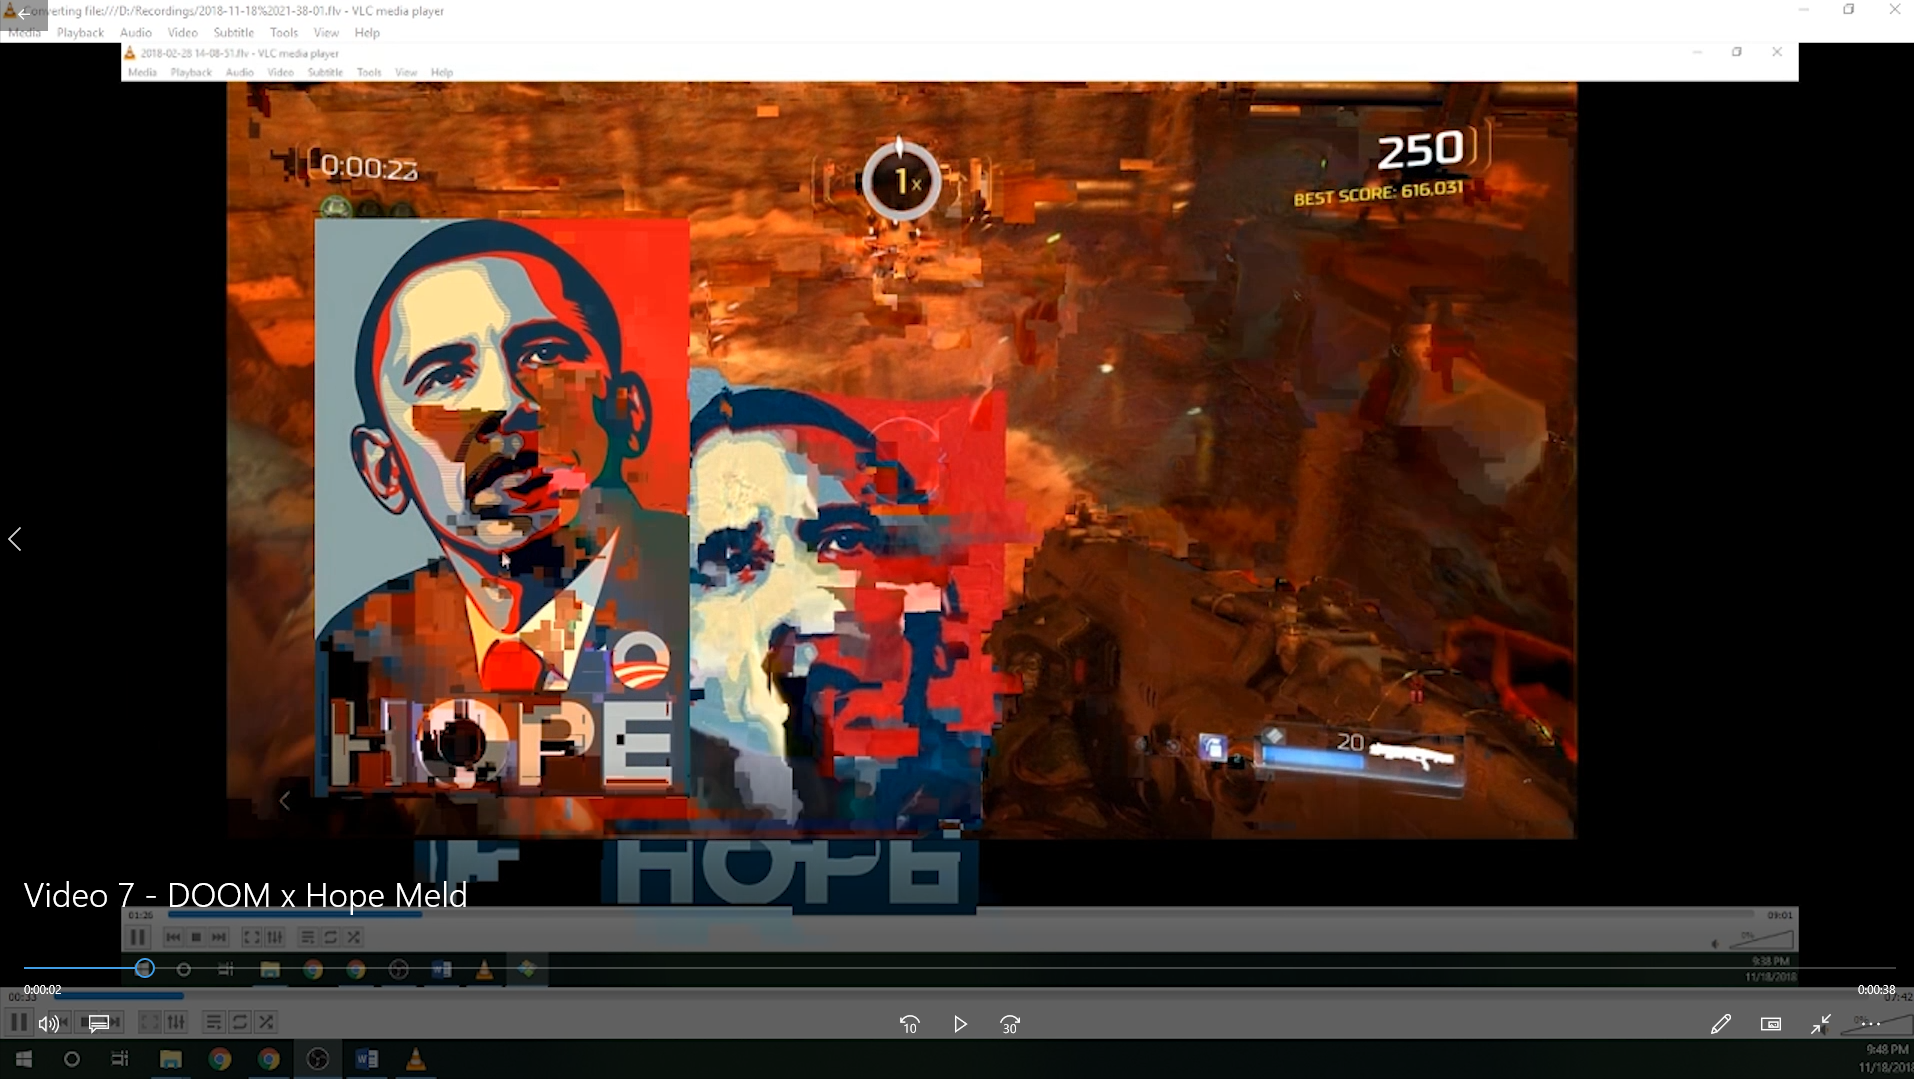 Converting file:///D:/Recordings/2018-11-18%2021-38-01.flv - VLC media player
Media Playback Audio Video Subtitle Tools View Help
2018-02-28 14-08-51.flv - VLC media player
Media Playback Audio Video Subtitle Tools View Help
0:00:23
1x
250
BEST SCORE: 616,031
HOPE
20
HOPE
Video 7 - DOOM x Hope Meld
01:26
09:01
0%
9:38 PM
11/18/2018
0:00:02
0:00:38
00:33
07:42
10
30
0%
9:48 PM
11/18/2018